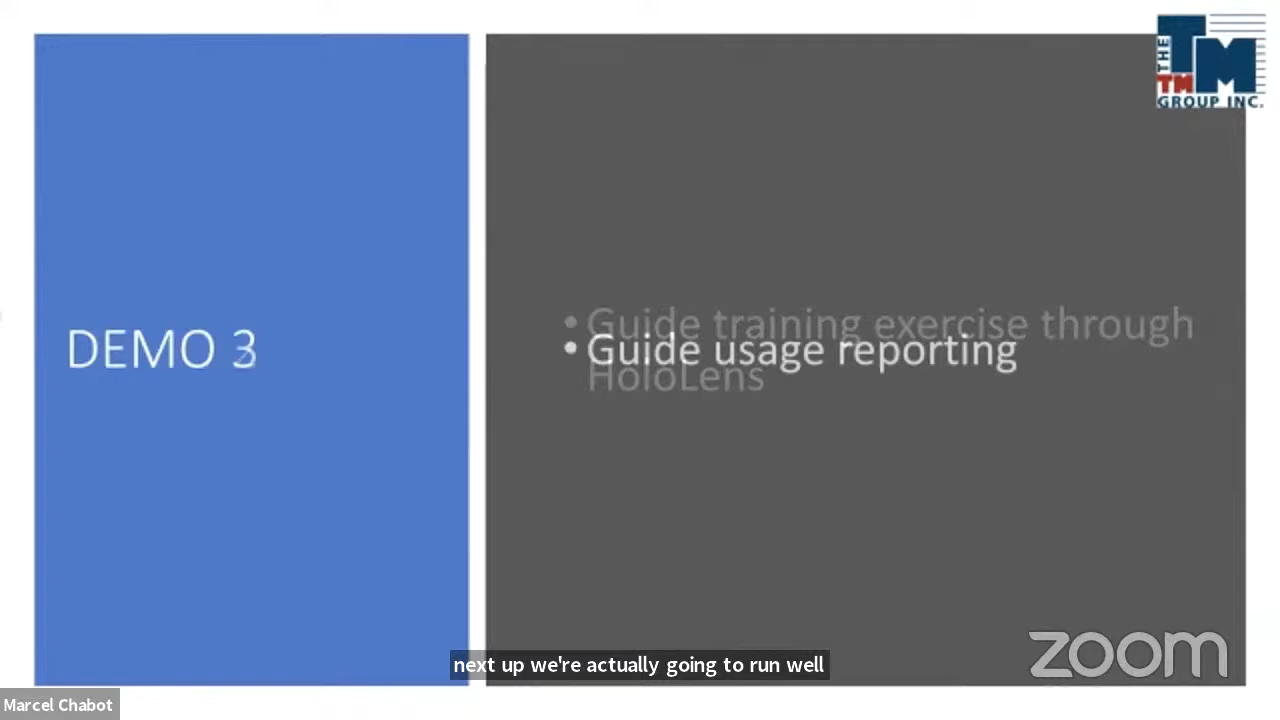 THE
TM
TM
GROUP INC.
DEMO 3
• Guide training exercise through
HoloLens
• Guide usage reporting
next up we're actually going to run well
zoom
Marcel Chabot